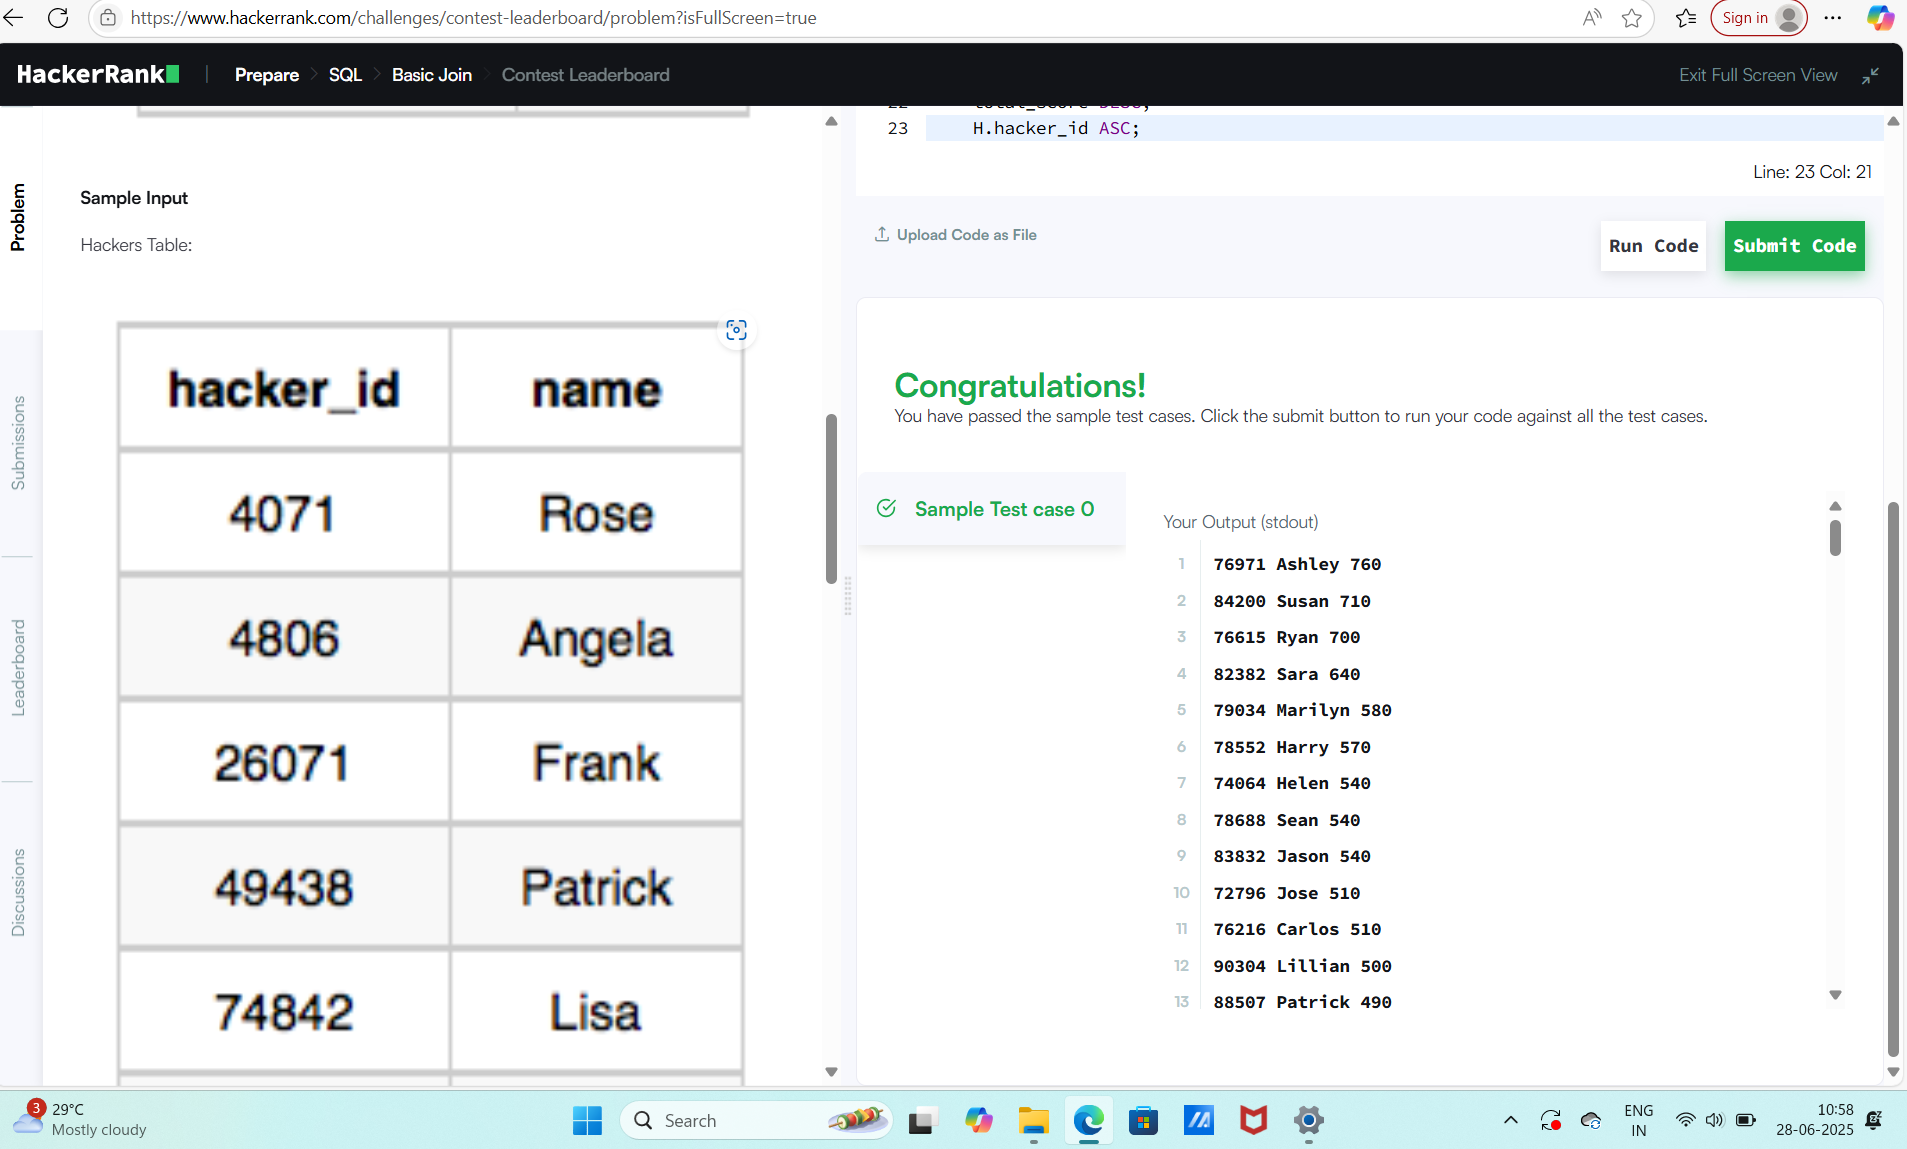 https://www.hackerrank.com/challenges/contest-leaderboard/problem?isFullScreen=true
Sign in
HackerRank
Prepare
SQL
Basic Join
Contest Leaderboard
Exit Full Screen View
Problem
Submissions
Leaderboard
Discussions
Sample Input
Hackers Table:
hacker_id name
4071 Rose
4806 Angela
26071 Frank
49438 Patrick
74842 Lisa
23 H.hacker_id ASC;
Line: 23 Col: 21
Upload Code as File
Run Code
Submit Code
Congratulations!
You have passed the sample test cases. Click the submit button to run your code against all the test cases.
Sample Test case 0
Your Output (stdout)
1 76971 Ashley 760
2 84200 Susan 710
3 76615 Ryan 700
4 82382 Sara 640
5 79034 Marilyn 580
6 78552 Harry 570
7 74064 Helen 540
8 78688 Sean 540
9 83832 Jason 540
10 72796 Jose 510
11 76216 Carlos 510
12 90304 Lillian 500
13 88507 Patrick 490
3
29°C
Mostly cloudy
Search
ENG
IN
10:58
28-06-2025